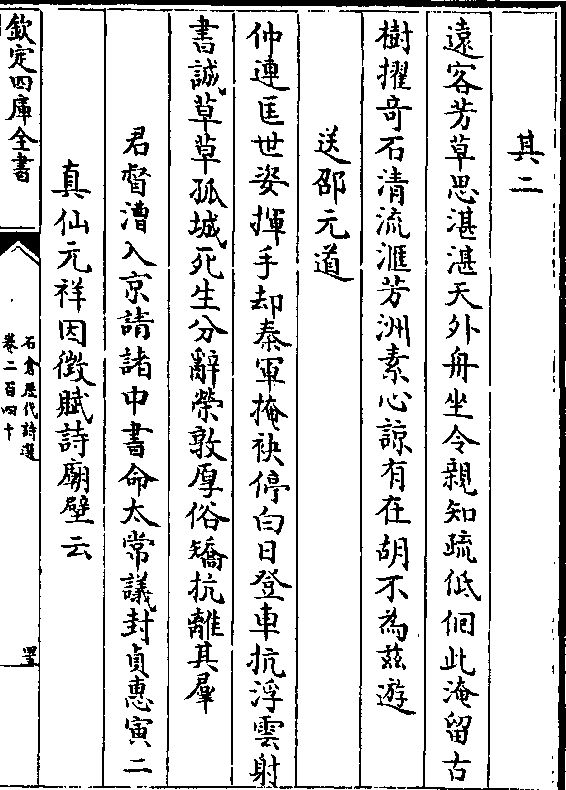 其二
遠客芳草思湛湛天外舟坐令親知疏低佪此淹留古
樹擢奇石清流滙芳洲素心諒有在胡不為茲遊
送邵元道
仲連匡世姿揮手却秦軍掩袂停白日登車抗浮雲射
書誠草草孤城死生分辭榮敦厚俗矯抗離其羣
君督漕入京請諸中書命太常議封貞惠寅二
真仙元祥因徴賦詩廟壁云
欽定四庫全書
石倉歷代詩選
卷二百四十